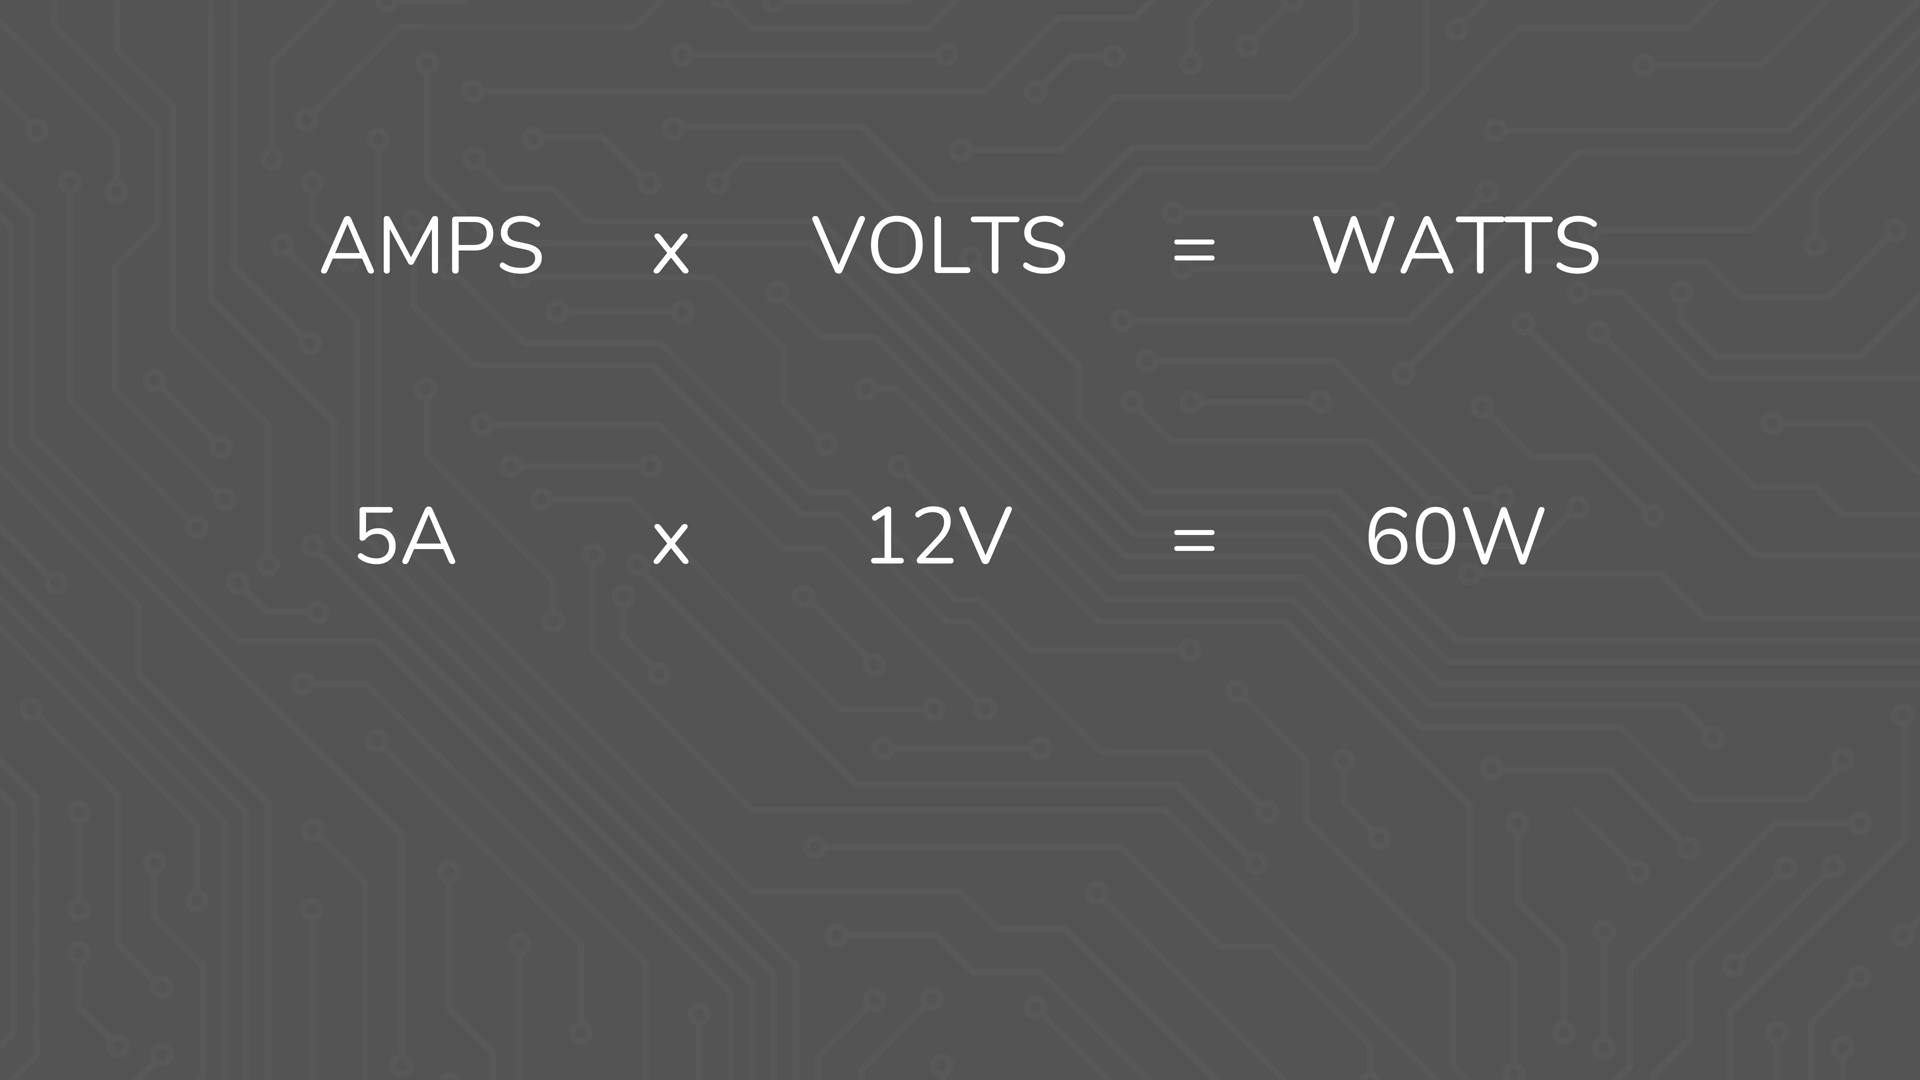 AMPS x VOLTS = WATTS
5A x 12V = 60W